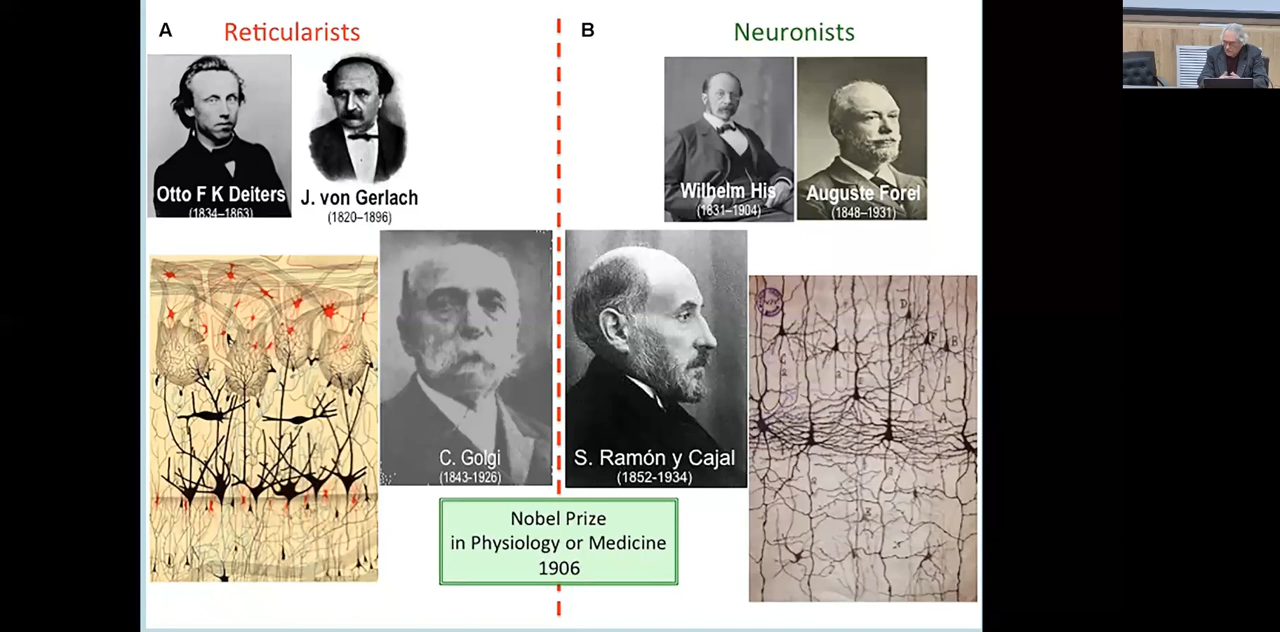 A
Reticularists
Otto F K Deiters
(1834–1863)
J. von Gerlach
(1820–1896)
C. Golgi
(1843-1926)
B
Neuronists
Wilhelm His
(1831–1904)
Auguste Forel
(1848–1931)
S. Ramón y Cajal
(1852-1934)
Nobel Prize
in Physiology or Medicine
1906